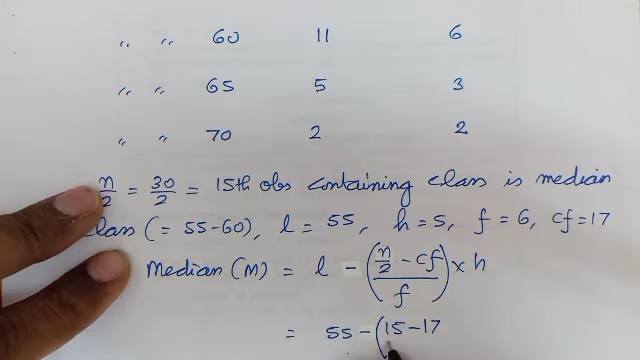 〃 〃 60 11 6
〃 〃 65 5 3
〃 〃 70 2 2
n/2 = 30/2 = 15th obs containing class is median
class (= 55-60), l = 55, h = 5, f = 6, cf = 17
Median (M) = l - (n/2 - cf / f) × h
= 55 - (15 - 17